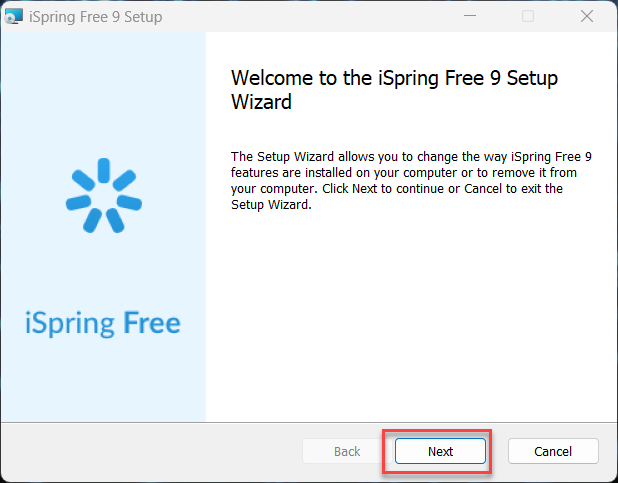 iSpring Free 9 Setup
Welcome to the iSpring Free 9 Setup
Wizard
The Setup Wizard allows you to change the way iSpring Free 9
features are installed on your computer or to remove it from
your computer. Click Next to continue or Cancel to exit the
Setup Wizard.
iSpring Free
Back
Next
Cancel